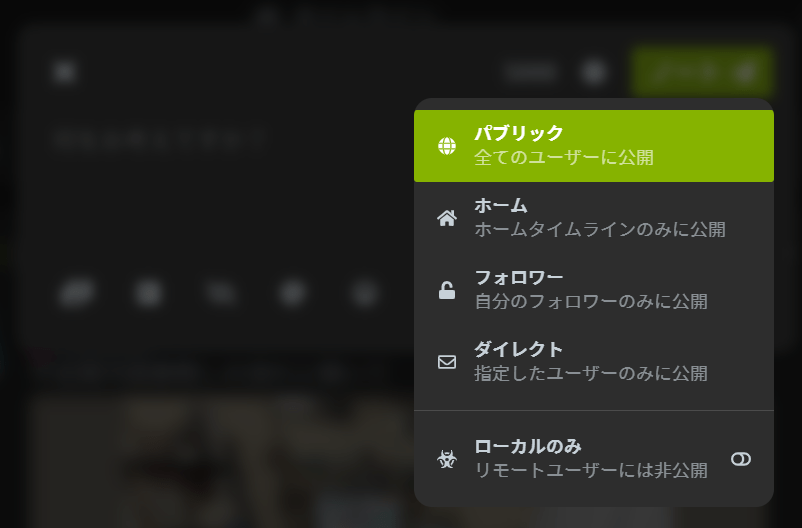 パブリック
全てのユーザーに公開
ホーム
ホームタイムラインのみに公開
フォロワー
自分のフォロワーのみに公開
ダイレクト
指定したユーザーのみに公開
ローカルのみ
リモートユーザーには非公開